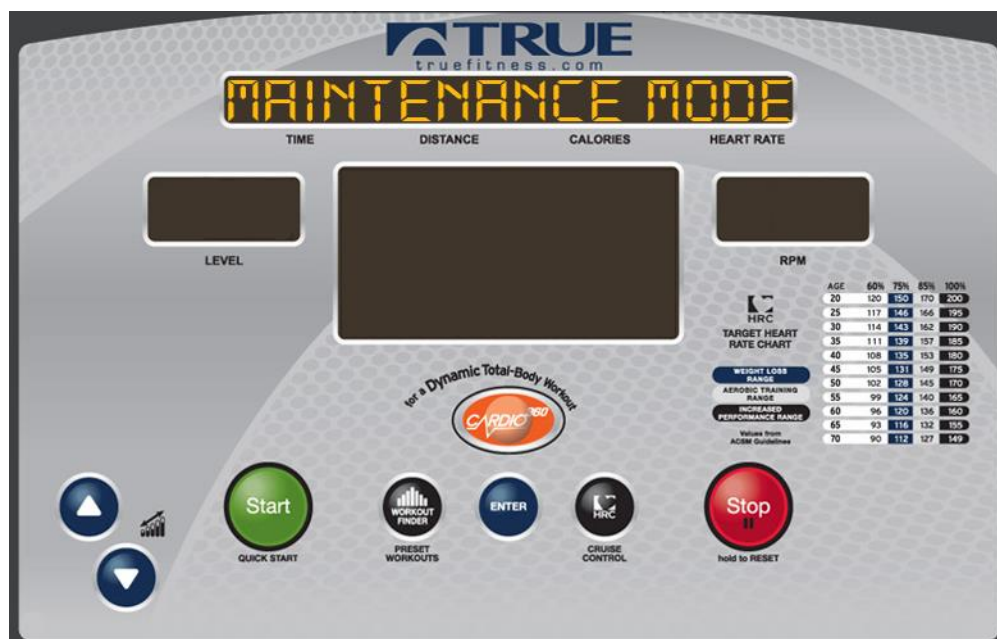 TRUE
truefitness.com
MAINTENANCE MODE
TIME DISTANCE CALORIES HEART RATE
LEVEL
RPM
HRC
TARGET HEART
RATE CHART
WEIGHT LOSS
RANGE
AEROBIC TRAINING
RANGE
INCREASED
PERFORMANCE RANGE
Values from
ACSM Guidelines
AGE 60% 75% 85% 100%
20 120 150 170 200
25 117 146 166 195
30 114 143 162 190
35 111 139 157 185
40 108 135 153 180
45 105 131 149 175
50 102 128 145 170
55 99 124 140 165
60 96 120 136 160
65 93 116 132 155
70 90 112 127 149
for a Dynamic Total-Body Workout
CARDIO 360
Start
QUICK START
WORKOUT
FINDER
PRESET
WORKOUTS
ENTER
HRC
CRUISE
CONTROL
Stop
hold to RESET